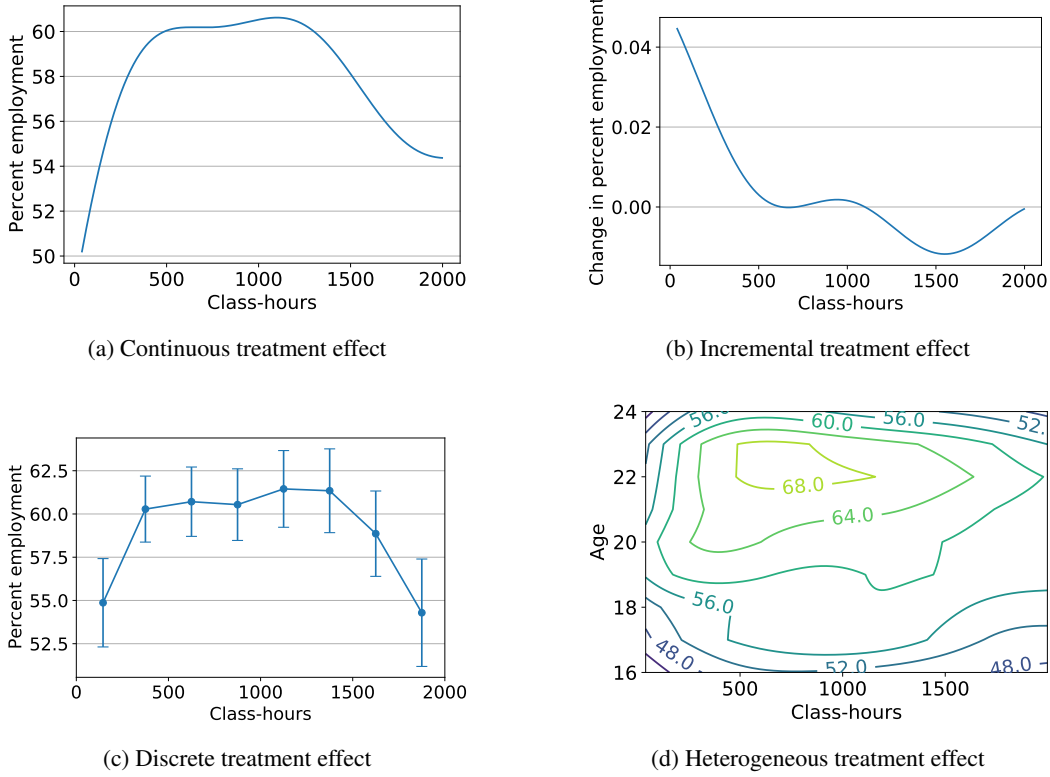 60
58
56
54
52
50
Percent employment
0 500 1000 1500 2000
Class-hours
(a) Continuous treatment effect
0.04
0.02
0.00
Change in percent employment
0 500 1000 1500 2000
Class-hours
(b) Incremental treatment effect
62.5
60.0
57.5
55.0
52.5
Percent employment
0 500 1000 1500 2000
Class-hours
(c) Discrete treatment effect
24
22
20
18
16
Age
56.0 60.0 56.0 52.
68.0
64.0
56.0
48.0 52.0 48.0
500 1000 1500
Class-hours
(d) Heterogeneous treatment effect